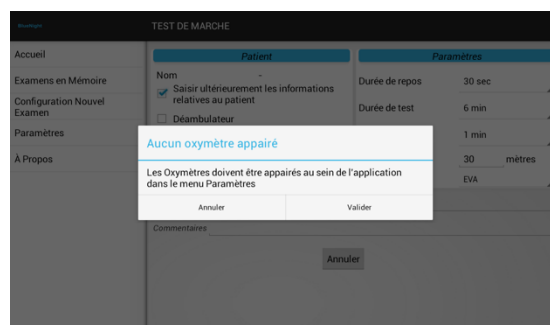 TEST DE MARCHE
Accueil
Examens en Mémoire
Configuration Nouvel
Examen
Paramètres
À Propos
Patient
Nom -
Saisir ultérieurement les informations
relatives au patient
Déambulateur
Paramètres
Durée de repos 30 sec
Durée de test 6 min
1 min
30 mètres
EVA
Aucun oxymètre appairé
Les Oxymètres doivent être appairés au sein de l'application
dans le menu Paramètres
Annuler Valider
Commentaires
Annuler